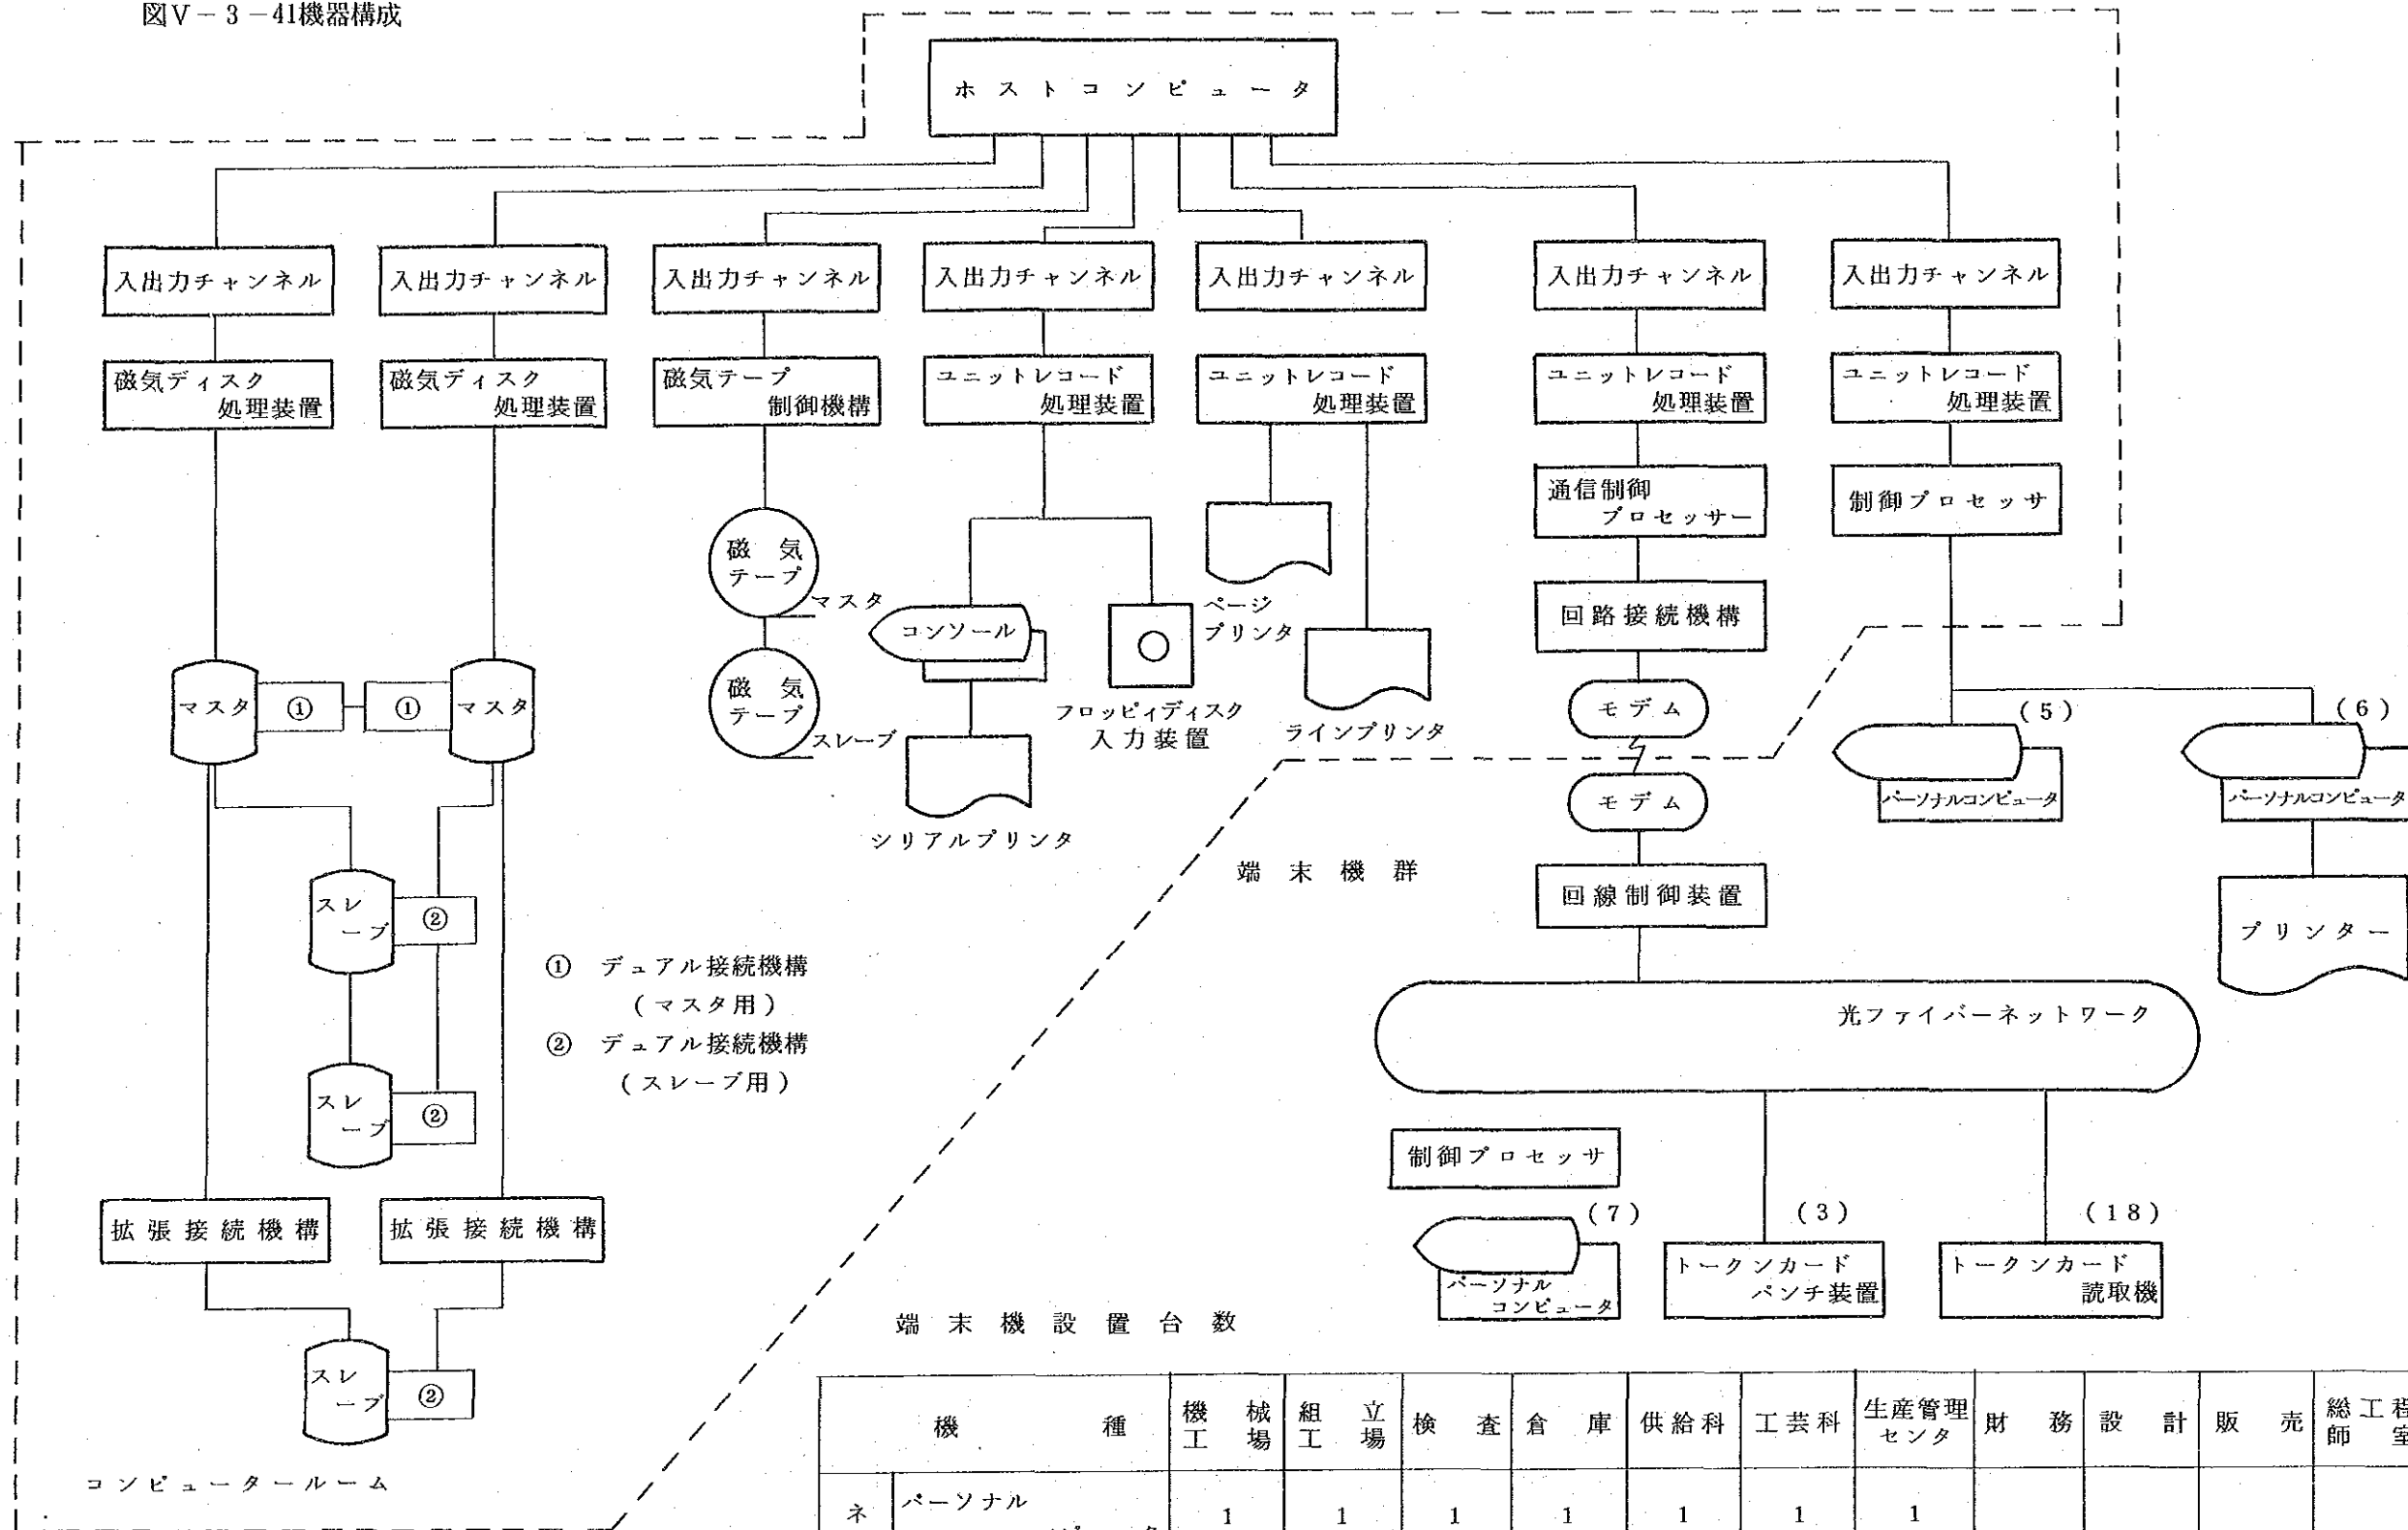 図Ⅴ－3－41機器構成
ホストコンピュータ
入出力チャンネル
入出力チャンネル
入出力チャンネル
入出力チャンネル
入出力チャンネル
入出力チャンネル
入出力チャンネル
磁気ディスク
処理装置
磁気ディスク
処理装置
磁気テープ
制御機構
ユニットレコード
処理装置
ユニットレコード
処理装置
ユニットレコード
処理装置
ユニットレコード
処理装置
通信制御
プロセッサー
制御プロセッサ
磁気
テープ
マスタ
磁気
テープ
スレーブ
コンソール
シリアルプリンタ
フロッピィディスク
入力装置
ページ
プリンタ
ラインプリンタ
回路接続機構
モデム
モデム
回線制御装置
(5)
パーソナルコンピュータ
(6)
パーソナルコンピュータ
プリンター
マスタ
①
①
マスタ
スレ
ーブ
②
スレ
ーブ
②
① デュアル接続機構
(マスタ用)
② デュアル接続機構
(スレーブ用)
拡張接続機構
拡張接続機構
スレ
ーブ
②
コンピュータールーム
端末機群
光ファイバーネットワーク
制御プロセッサ
(7)
パーソナル
コンピュータ
(3)
トークンカード
パンチ装置
(18)
トークンカード
読取機
端末機設置台数
機種
機械
工場
組立
工場
検査
倉庫
供給科
工芸科
生産管理
センタ
財務
設計
販売
総工程
師室
ネ
パーソナル
1 1 1 1 1 1 1